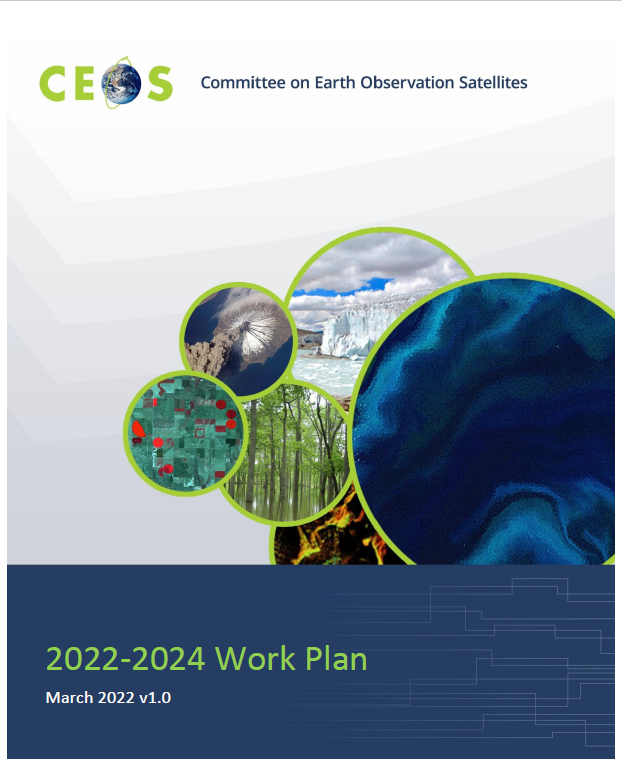 CEOS
Committee on Earth Observation Satellites
2022-2024 Work Plan
March 2022 v1.0